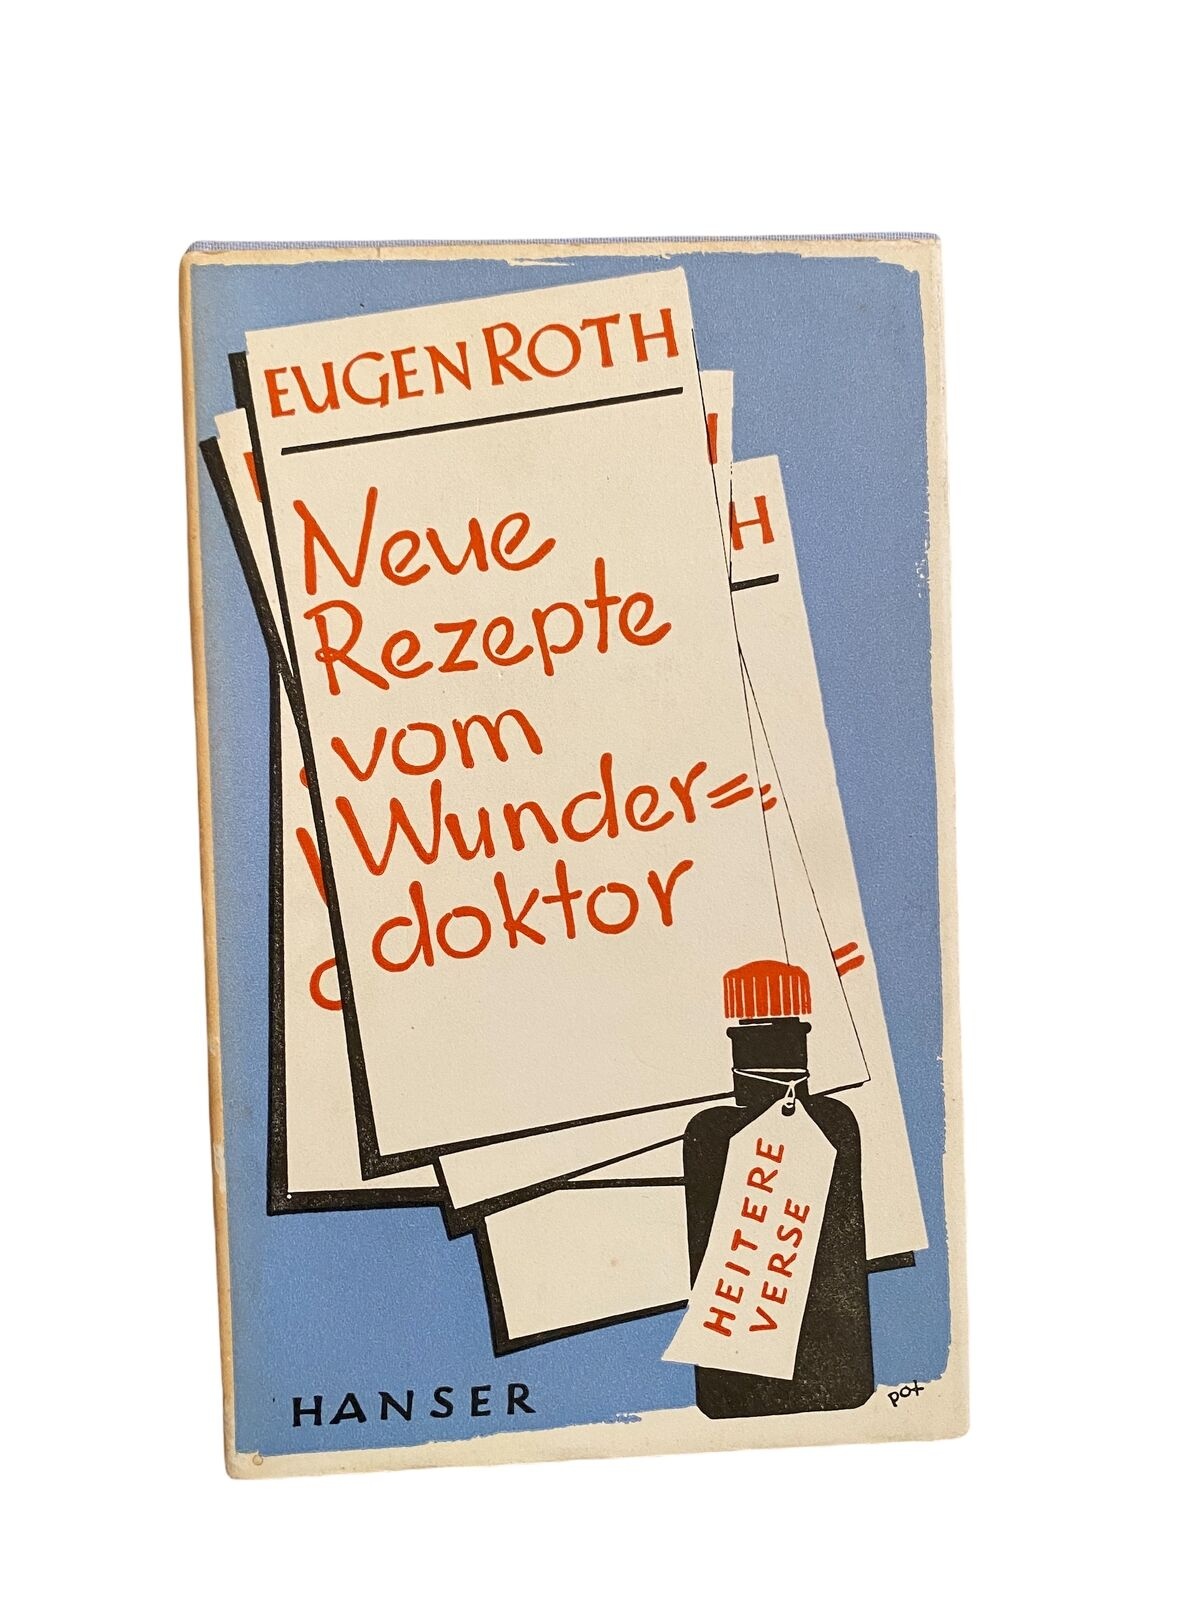 EUGEN ROTH
Neue
Rezepte
vom
Wunder=
doktor
H
HEITERE
VERSE
HANSER
pot